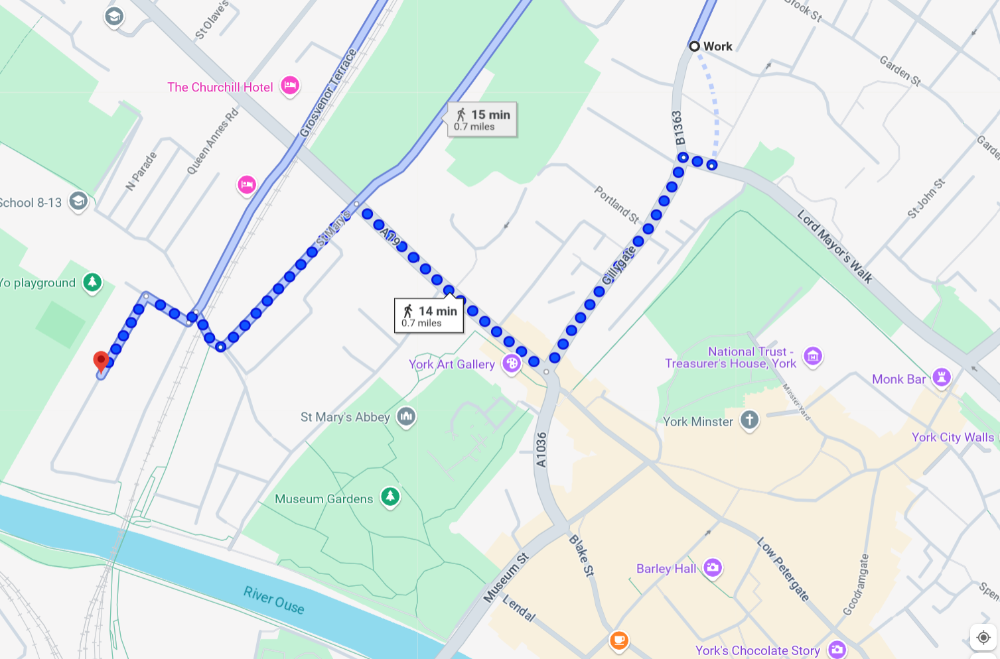 St Olave's
Brook St
Work
Garden St
The Churchill Hotel
Grosvenor Terrace
15 min
0.7 miles
B1363
Queen Annes Rd
N Parade
School 8-13
Portland St
St John St
Lord Mayor's Walk
St Mary's
A19
Gillygate
Yo playground
14 min
0.7 miles
York Art Gallery
National Trust -
Treasurer's House, York
Monk Bar
Minster Yard
St Mary's Abbey
York Minster
York City Walls
A1036
Museum Gardens
Blake St
Low Petergate
Barley Hall
Goodramgate
Museum St
River Ouse
Lendal
York's Chocolate Story